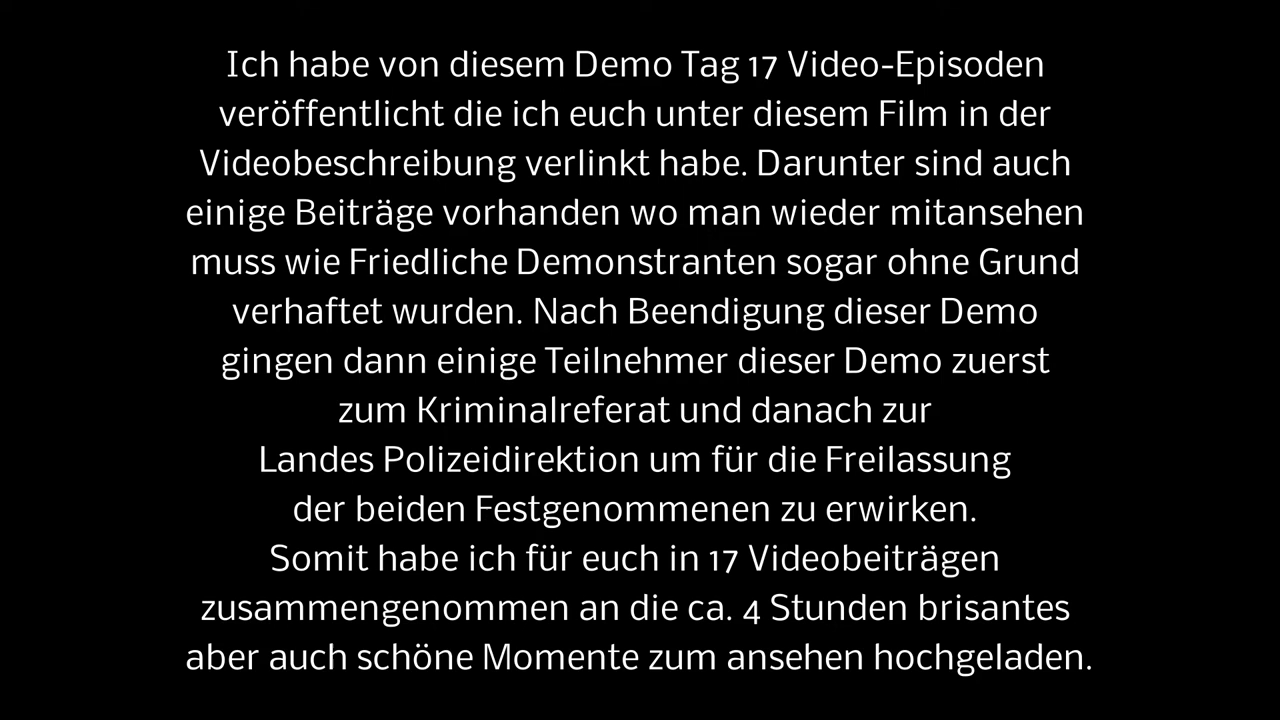 Ich habe von diesem Demo Tag 17 Video-Episoden
veröffentlicht die ich euch unter diesem Film in der
Videobeschreibung verlinkt habe. Darunter sind auch
einige Beiträge vorhanden wo man wieder mitansehen
muss wie Friedliche Demonstranten sogar ohne Grund
verhaftet wurden. Nach Beendigung dieser Demo
gingen dann einige Teilnehmer dieser Demo zuerst
zum Kriminalreferat und danach zur
Landes Polizeidirektion um für die Freilassung
der beiden Festgenommenen zu erwirken.
Somit habe ich für euch in 17 Videobeiträgen
zusammengenommen an die ca. 4 Stunden brisantes
aber auch schöne Momente zum ansehen hochgeladen.